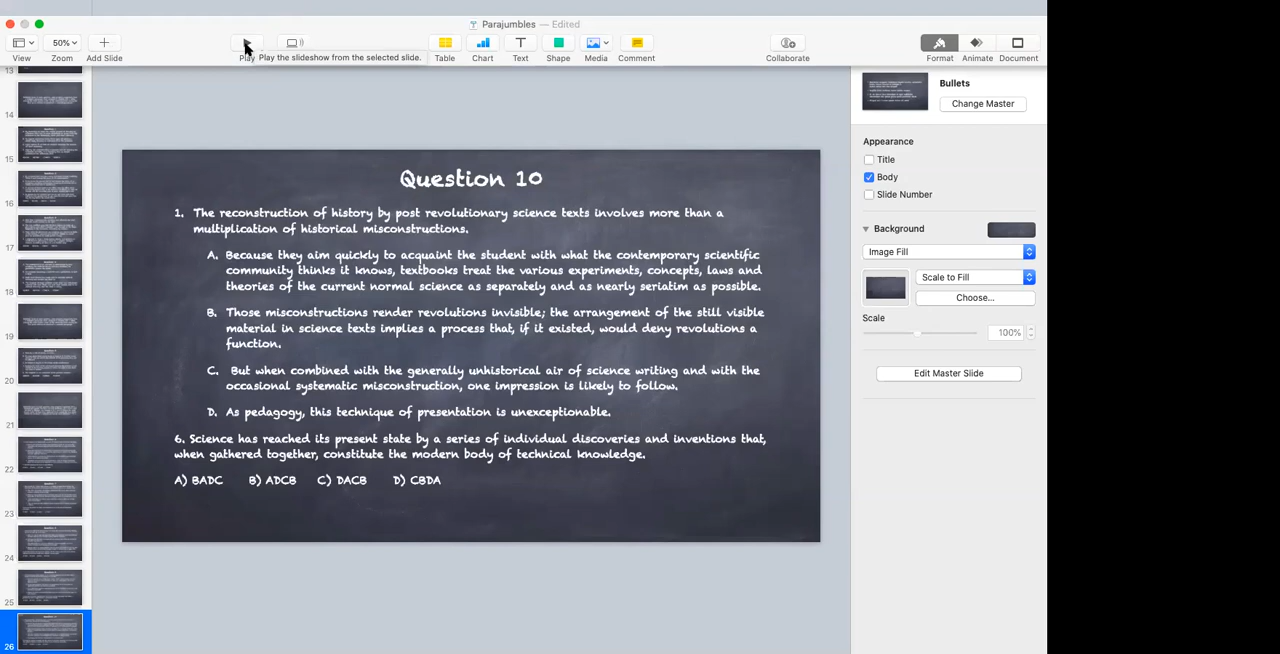 Parajumbles — Edited
50%
View
Zoom
Add Slide
Play
Play the slideshow from the selected slide.
Table
Chart
Text
Shape
Media
Comment
Collaborate
Format
Animate
Document
13
14
15
16
17
18
19
20
21
22
23
24
25
26
Question 10
1. The reconstruction of history by post revolutionary science texts involves more than a
multiplication of historical misconstructions.
A. Because they aim quickly to acquaint the student with what the contemporary scientific
community thinks it knows, textbooks treat the various experiments, concepts, laws and
theories of the current normal science as separately and as nearly seriatim as possible.
B. Those misconstructions render revolutions invisible; the arrangement of the still visible
material in science texts implies a process that, if it existed, would deny revolutions a
function.
C. But when combined with the generally unhistorical air of science writing and with the
occasional systematic misconstruction, one impression is likely to follow.
D. As pedagogy, this technique of presentation is unexceptionable.
6. Science has reached its present state by a series of individual discoveries and inventions that,
when gathered together, constitute the modern body of technical knowledge.
A) BADC B) ADCB C) DACB D) CBDA
Bullets
Change Master
Appearance
Title
Body
Slide Number
Background
Image Fill
Scale to Fill
Choose...
Scale
100%
Edit Master Slide